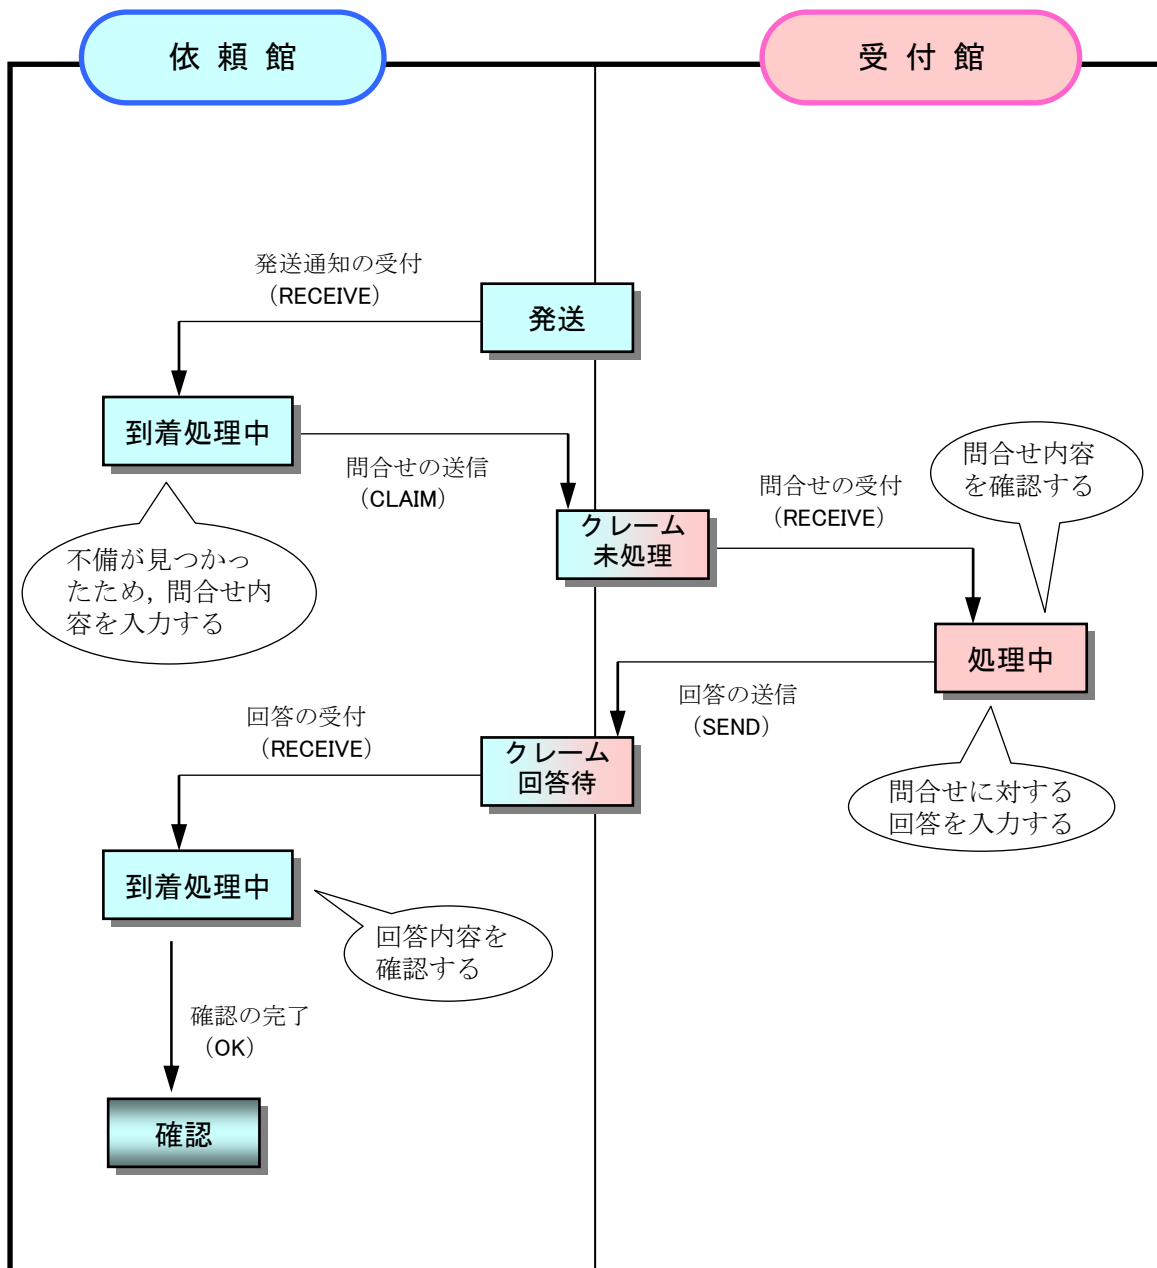 依頼館
受付館
発送通知の受付
（RECEIVE）
発送
到着処理中
問合せの送信
（CLAIM）
問合せ内容
を確認する
問合せの受付
（RECEIVE）
クレーム
未処理
不備が見つかっ
たため, 問合せ内
容を入力する
処理中
回答の送信
（SEND）
回答の受付
（RECEIVE）
クレーム
回答待
問合せに対する
回答を入力する
到着処理中
回答内容を
確認する
確認の完了
（OK）
確認